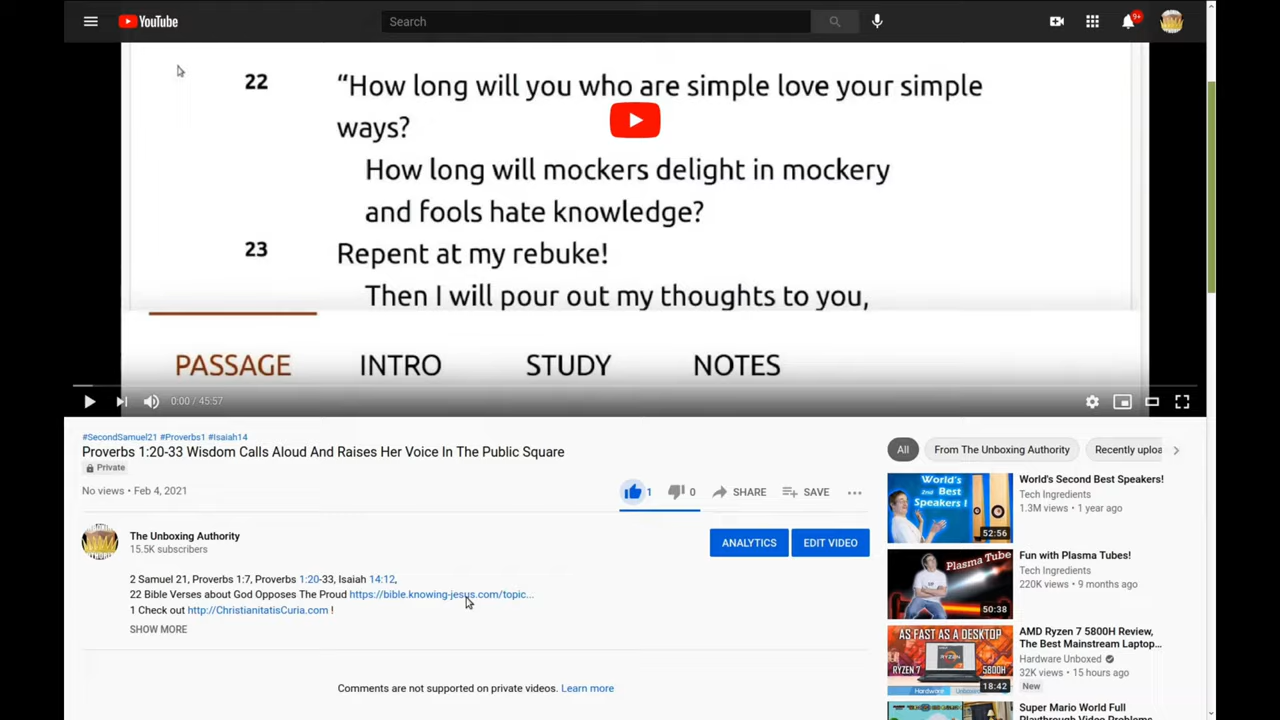 YouTube
Search
9+
22 “How long will you who are simple love your simple
ways?
How long will mockers delight in mockery
and fools hate knowledge?
23 Repent at my rebuke!
Then I will pour out my thoughts to you,
PASSAGE INTRO STUDY NOTES
0:00 / 45:57
#SecondSamuel21 #Proverbs1 #Isaiah14
Proverbs 1:20-33 Wisdom Calls Aloud And Raises Her Voice In The Public Square
Private
No views • Feb 4, 2021
1 0 SHARE SAVE
The Unboxing Authority
15.5K subscribers
ANALYTICS EDIT VIDEO
2 Samuel 21, Proverbs 1:7, Proverbs 1:20-33, Isaiah 14:12,
22 Bible Verses about God Opposes The Proud https://bible.knowing-jesus.com/topic...
1 Check out http://ChristianitatisCuria.com !
SHOW MORE
Comments are not supported on private videos. Learn more
All From The Unboxing Authority Recently uploa
World's
2nd Best
Speakers!
52:56
World's Second Best Speakers!
Tech Ingredients
1.3M views • 1 year ago
Plasma Tube
50:38
Fun with Plasma Tubes!
Tech Ingredients
220K views • 9 months ago
AS FAST AS A DESKTOP
RYZEN 7
RYZEN
5800H
Hardware
18:42
AMD Ryzen 7 5800H Review,
The Best Mainstream Laptop...
Hardware Unboxed
32K views • 15 hours ago
New
Super Mario World Full
Playthrough Video Problems